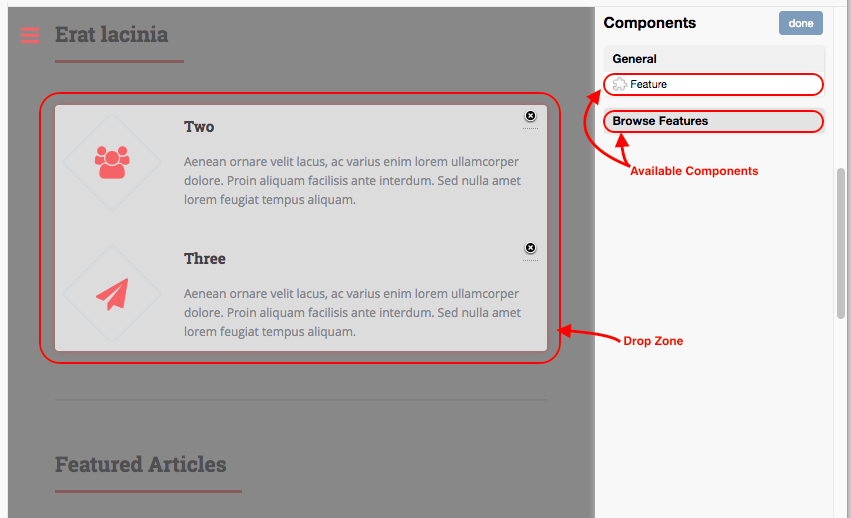 Erat lacinia
Two
Aenean ornare velit lacus, ac varius enim lorem ullamcorper
dolore. Proin aliquam facilisis ante interdum. Sed nulla amet
lorem feugiat tempus aliquam.
Three
Aenean ornare velit lacus, ac varius enim lorem ullamcorper
dolore. Proin aliquam facilisis ante interdum. Sed nulla amet
lorem feugiat tempus aliquam.
Featured Articles
Components
done
General
Feature
Browse Features
Available Components
Drop Zone